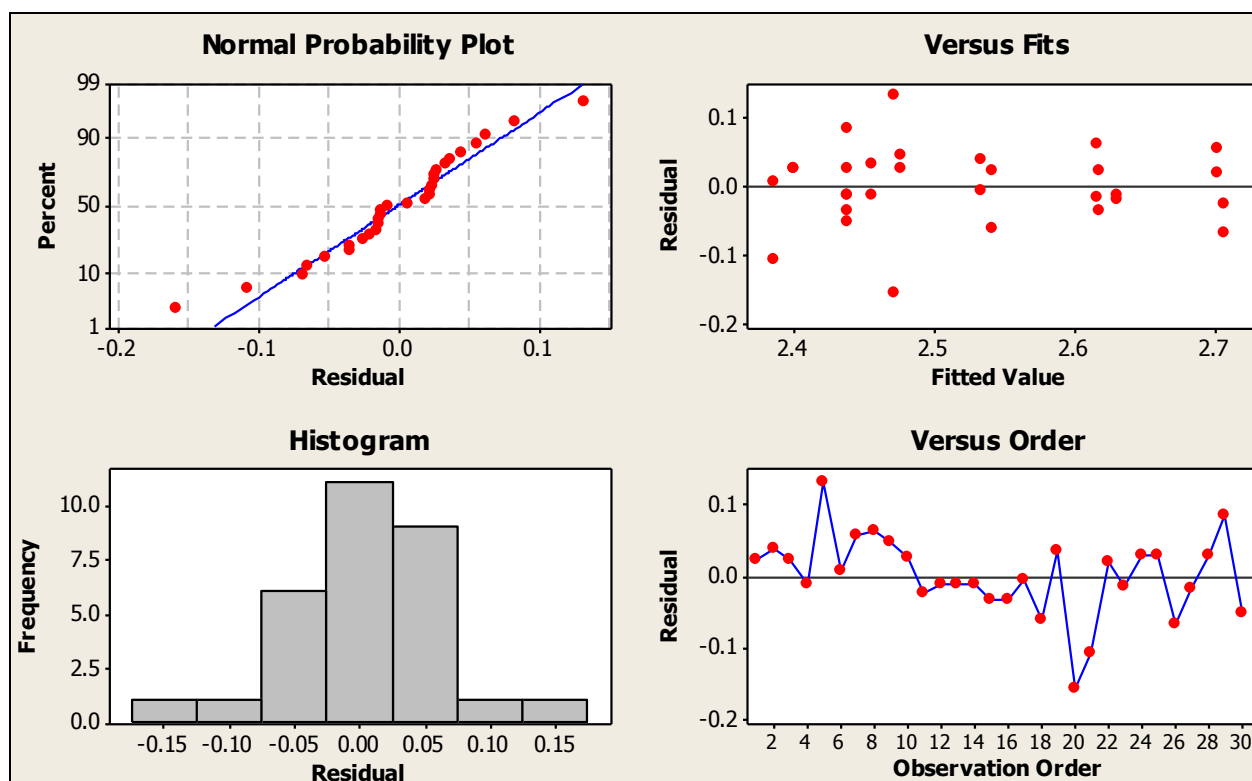 Normal Probability Plot
99
90
50
10
1
Percent
-0.2 -0.1 0.0 0.1
Residual
Versus Fits
0.1
0.0
-0.1
-0.2
Residual
2.4 2.5 2.6 2.7
Fitted Value
Histogram
10.0
7.5
5.0
2.5
0.0
Frequency
-0.15 -0.10 -0.05 0.00 0.05 0.10 0.15
Residual
Versus Order
0.1
0.0
-0.1
-0.2
Residual
2 4 6 8 10 12 14 16 18 20 22 24 26 28 30
Observation Order